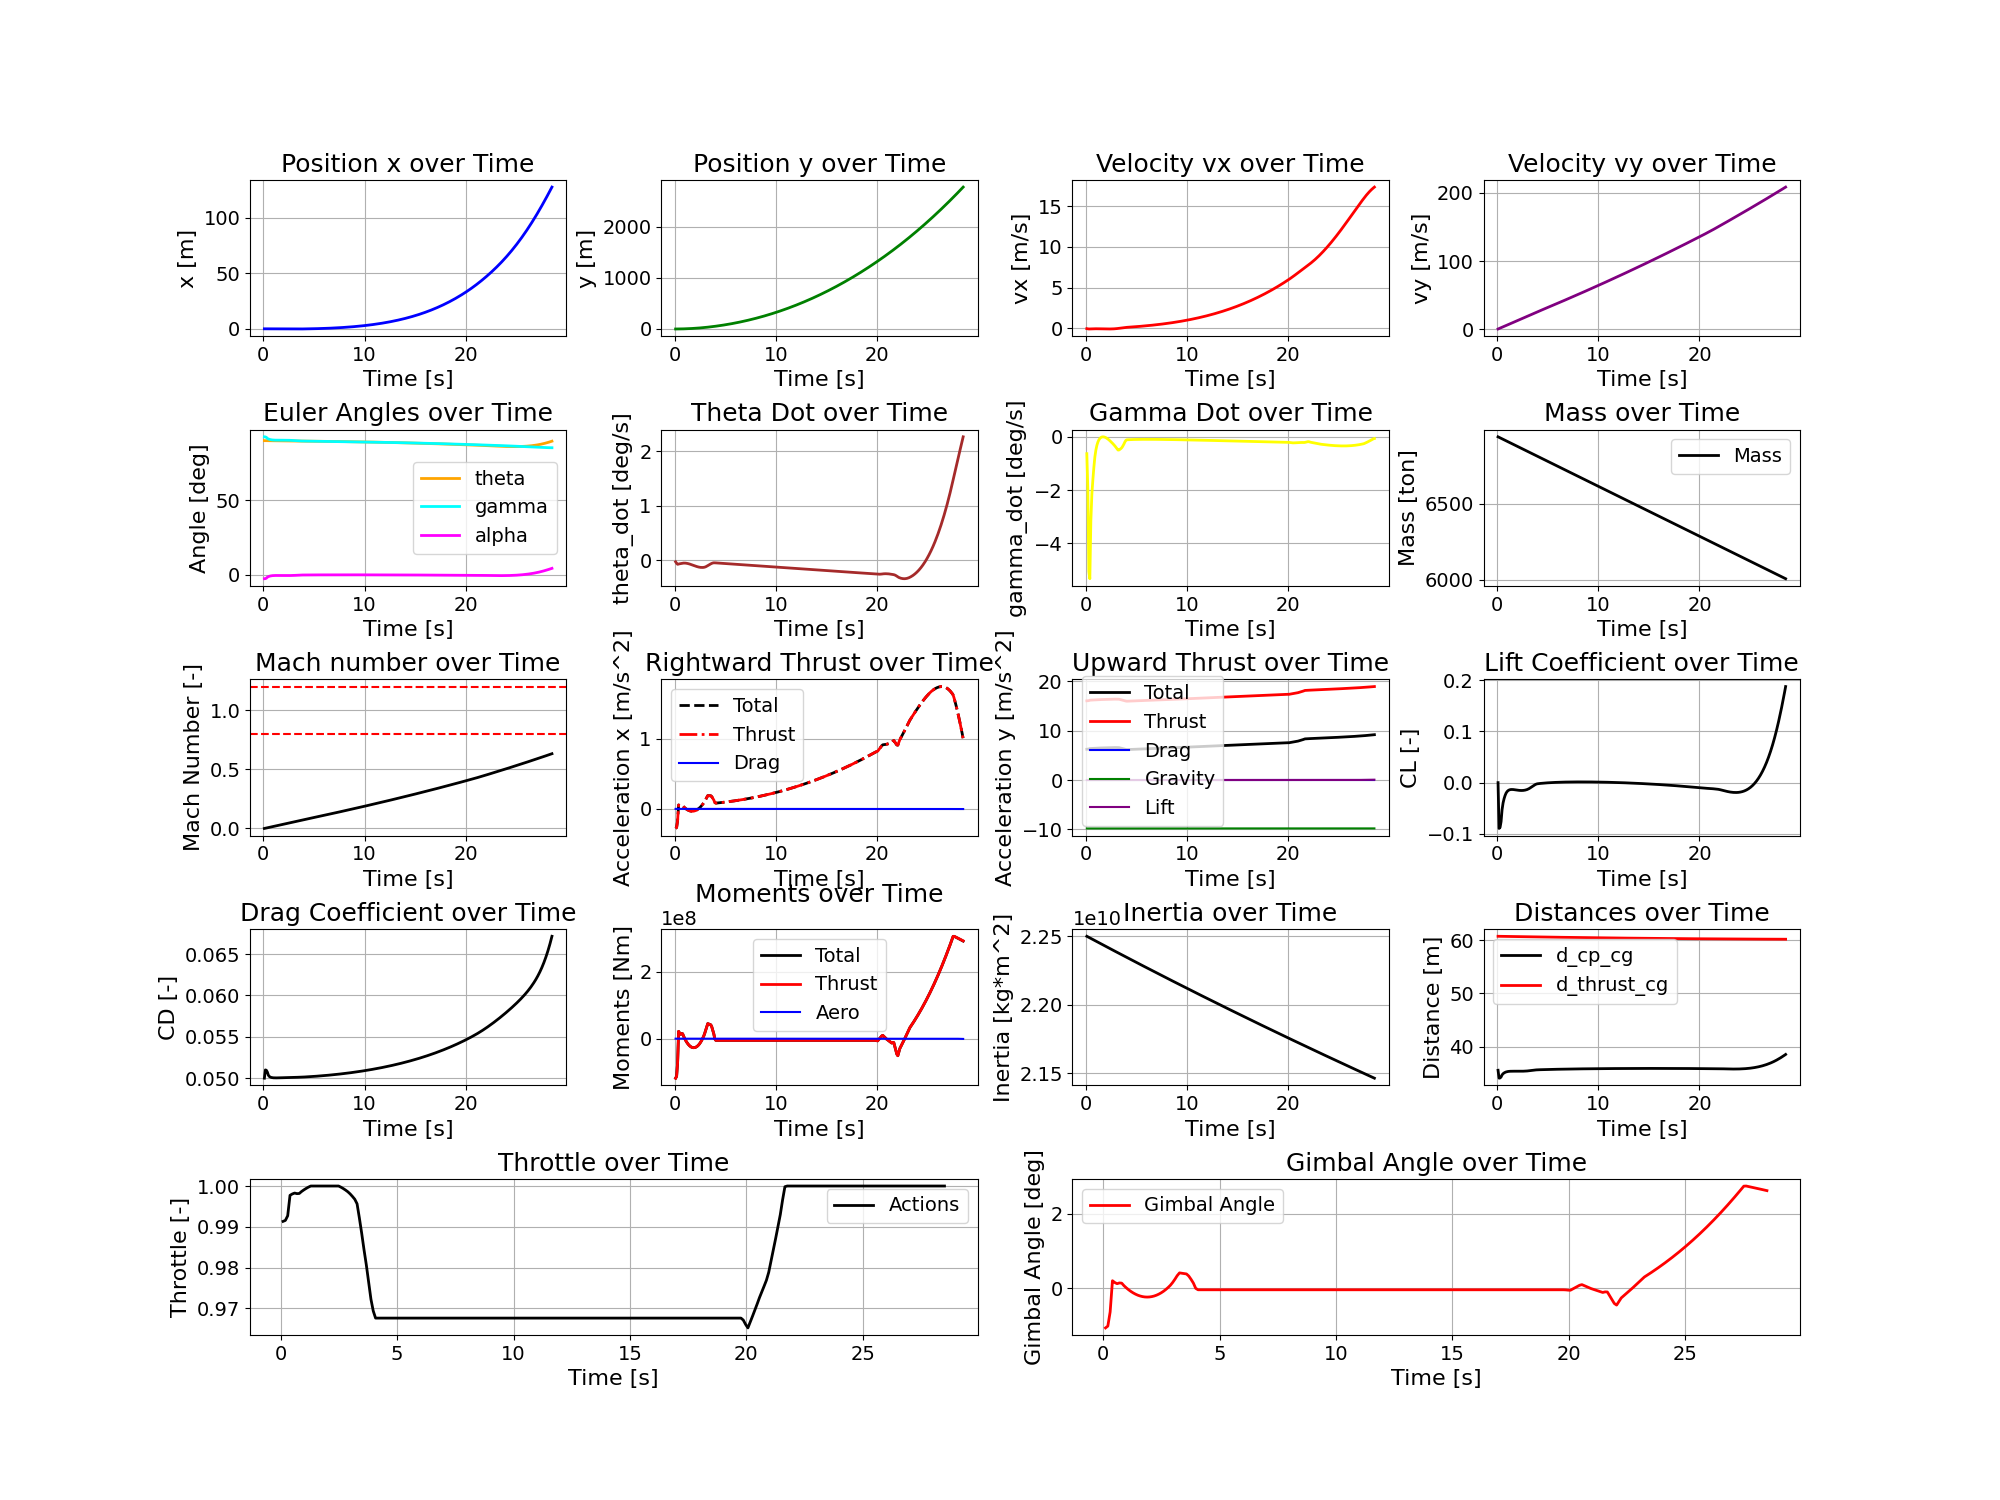 Position x over Time
x [m]
100
50
0
0 10 20
Time [s]
Position y over Time
y [m]
2000
1000
0
0 10 20
Time [s]
Velocity vx over Time
vx [m/s]
15
10
5
0
0 10 20
Time [s]
Velocity vy over Time
vy [m/s]
200
100
0
0 10 20
Time [s]
Euler Angles over Time
Angle [deg]
50
0
theta
gamma
alpha
0 10 20
Time [s]
Theta Dot over Time
theta_dot [deg/s]
2
1
0
0 10 20
Time [s]
Gamma Dot over Time
gamma_dot [deg/s]
0
−2
−4
0 10 20
Time [s]
Mass over Time
Mass [ton]
6500
6000
Mass
0 10 20
Time [s]
Mach number over Time
Mach Number [-]
1.0
0.5
0.0
0 10 20
Time [s]
Rightward Thrust over Time
Acceleration x [m/s^2]
1
0
Total
Thrust
Drag
0 10 20
Time [s]
Upward Thrust over Time
Acceleration y [m/s^2]
20
10
0
−10
Total
Thrust
Drag
Gravity
Lift
0 10 20
Time [s]
Lift Coefficient over Time
CL [-]
0.2
0.1
0.0
−0.1
0 10 20
Time [s]
Drag Coefficient over Time
CD [-]
0.065
0.060
0.055
0.050
0 10 20
Time [s]
Moments over Time
1e8
Moments [Nm]
2
0
Total
Thrust
Aero
0 10 20
Time [s]
Inertia over Time
1e10
Inertia [kg*m^2]
2.25
2.20
2.15
0 10 20
Time [s]
Distances over Time
Distance [m]
60
50
40
d_cp_cg
d_thrust_cg
0 10 20
Time [s]
Throttle over Time
Throttle [-]
1.00
0.99
0.98
0.97
Actions
0 5 10 15 20 25
Time [s]
Gimbal Angle over Time
Gimbal Angle [deg]
2
0
Gimbal Angle
0 5 10 15 20 25
Time [s]